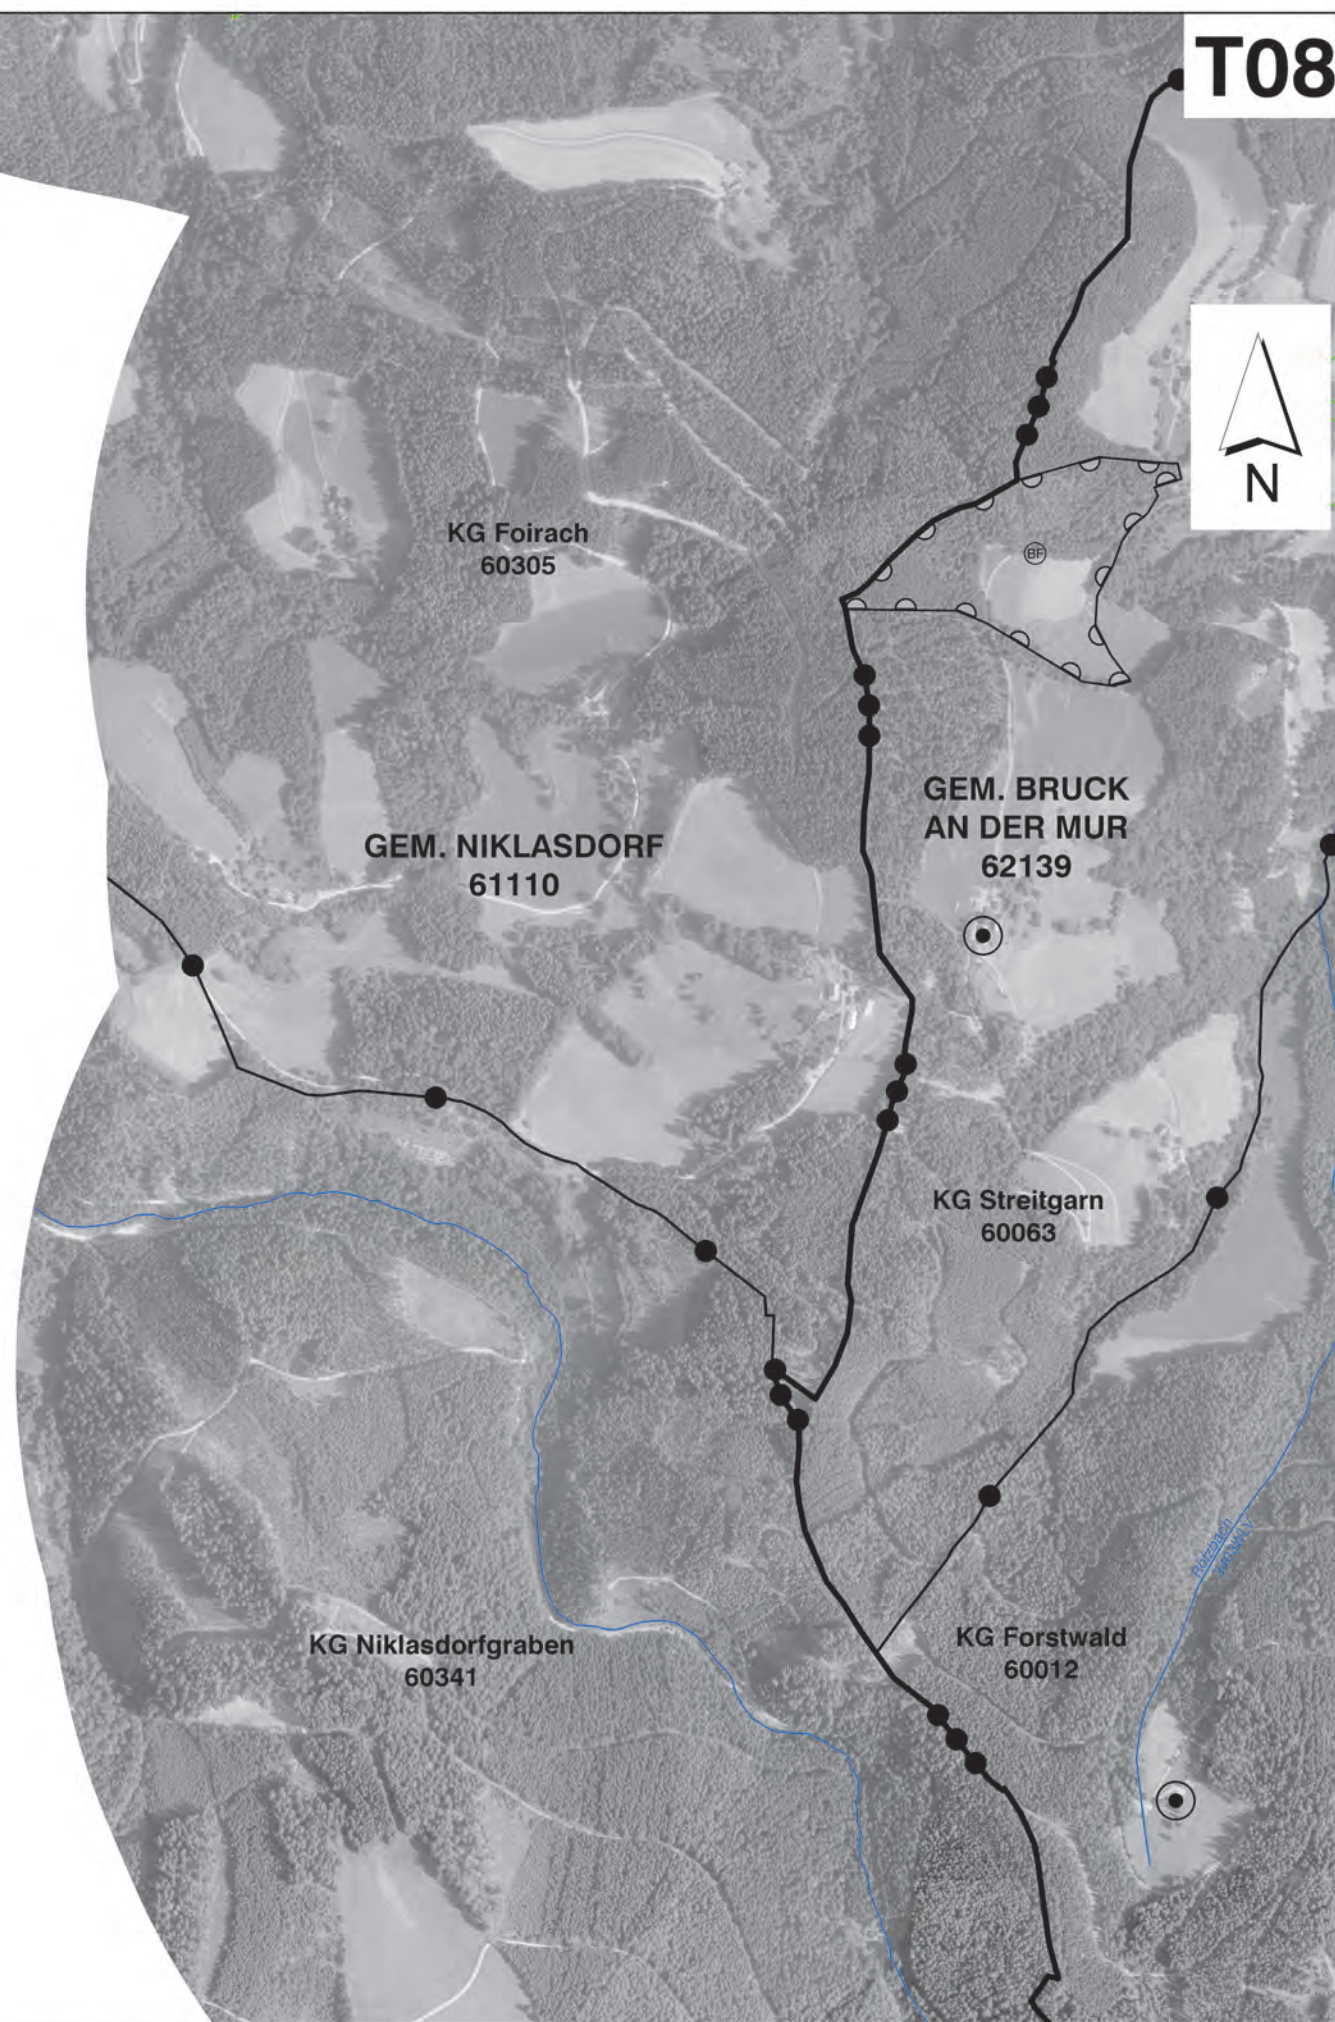 T08
N
KG Foirach
60305
BF
GEM. BRUCK
AN DER MUR
62139
GEM. NIKLASDORF
61110
KG Streitgarn
60063
KG Niklasdorfgraben
60341
KG Forstwald
60012